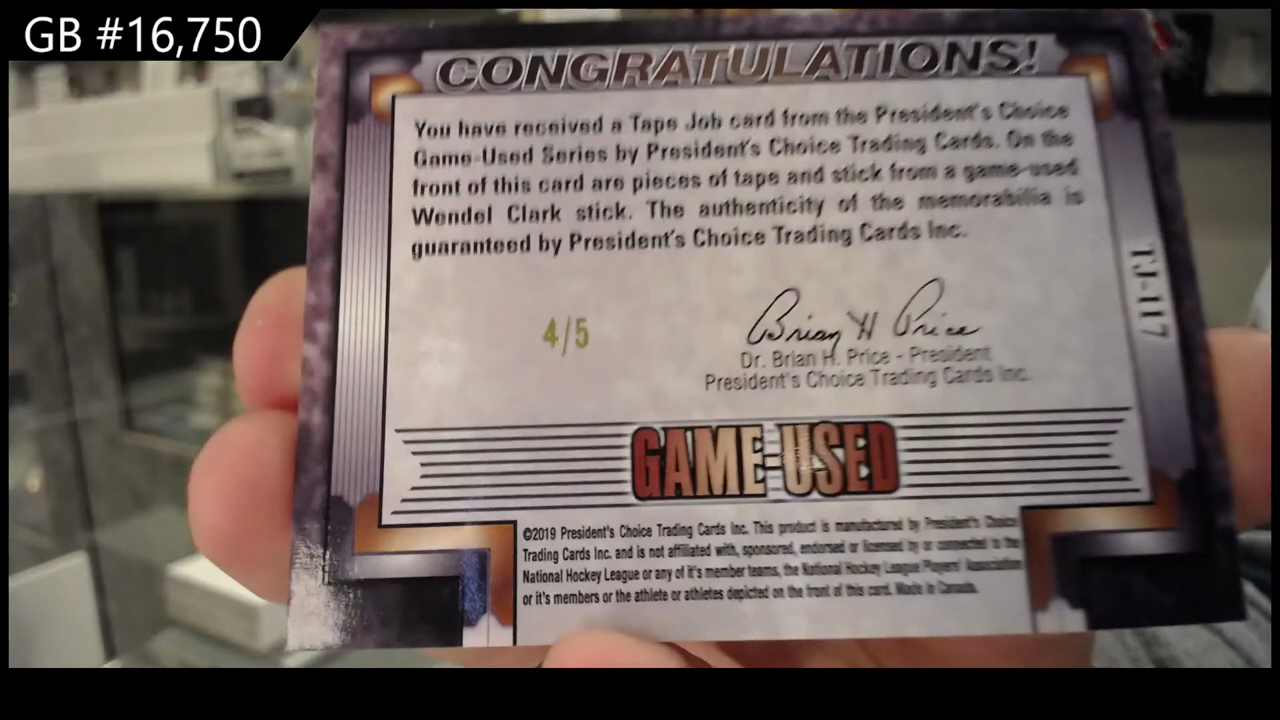 GB #16,750
CONGRATULATIONS!
You have received a Tape Job card from the President's Choice
Game-Used Series by President's Choice Trading Cards. On the
front of this card are pieces of tape and stick from a game-used
Wendel Clark stick. The authenticity of the memorabilia is
guaranteed by President's Choice Trading Cards Inc.
TJ-117
4/5
Brian H Price
Dr. Brian H. Price - President
President's Choice Trading Cards Inc.
GAME-USED
©2019 President's Choice Trading Cards Inc. This product is manufactured by President's Choice
Trading Cards Inc. and is not affiliated with, sponsored, endorsed or licensed by or connected to the
National Hockey League or any of it's member teams, the National Hockey League Players' Association
or it's members or the athlete or athletes depicted on the front of this card. Made in Canada.